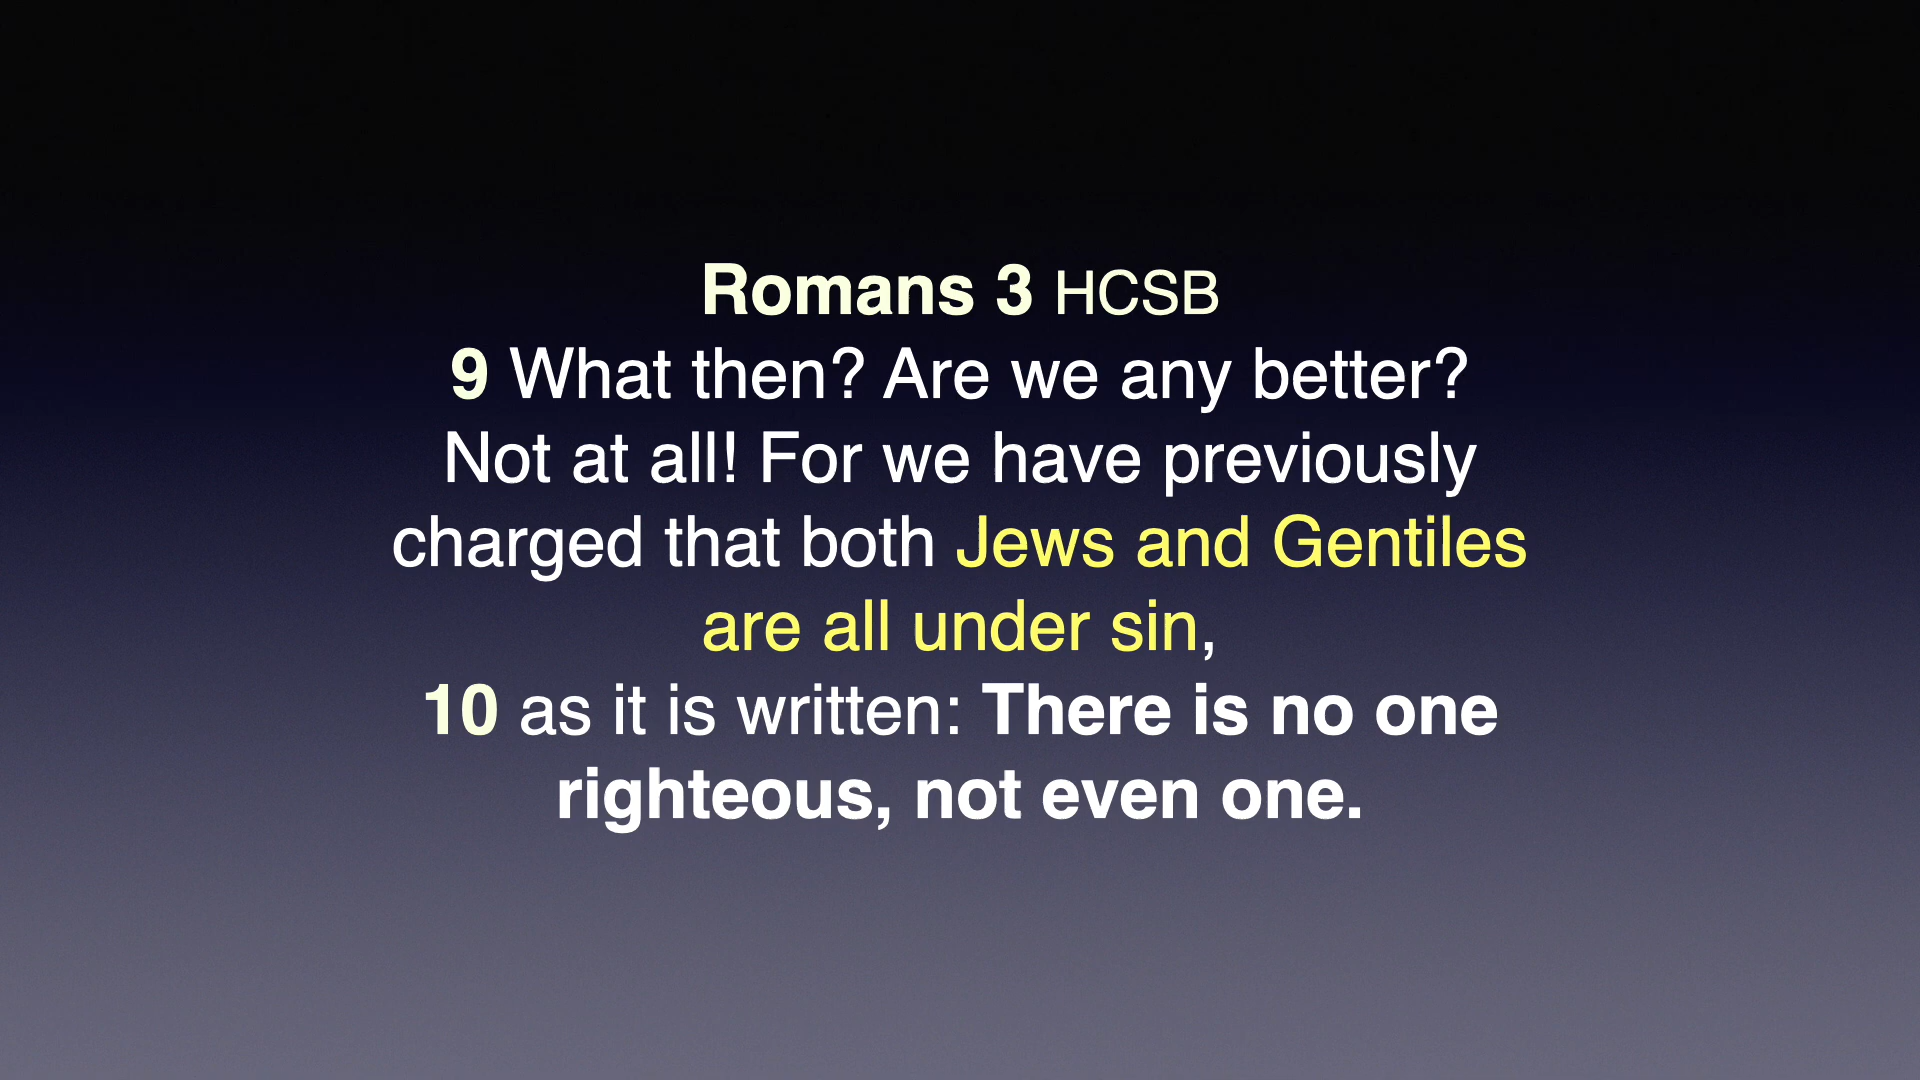 Romans 3 HCSB
9 What then? Are we any better?
Not at all! For we have previously
charged that both Jews and Gentiles
are all under sin,
10 as it is written: There is no one
righteous, not even one.